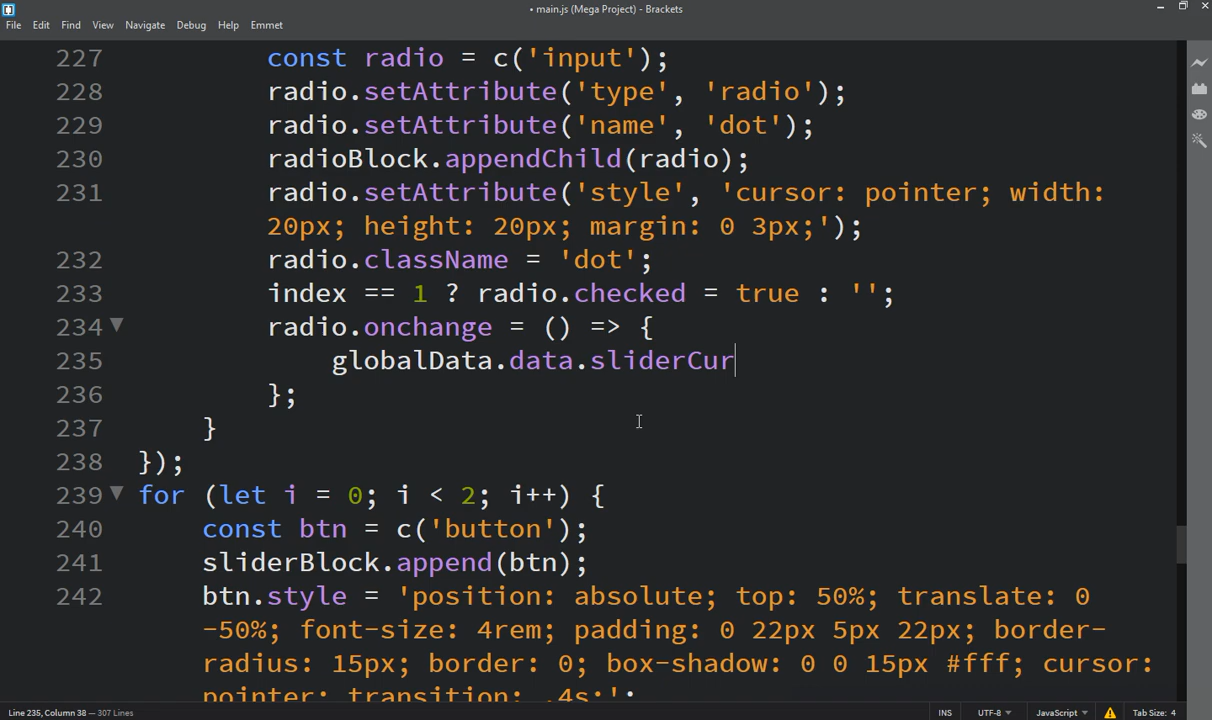 • main.js (Mega Project) - Brackets
File Edit Find View Navigate Debug Help Emmet
227 const radio = c('input');
228 radio.setAttribute('type', 'radio');
229 radio.setAttribute('name', 'dot');
230 radioBlock.appendChild(radio);
231 radio.setAttribute('style', 'cursor: pointer; width:
20px; height: 20px; margin: 0 3px;');
232 radio.className = 'dot';
233 index == 1 ? radio.checked = true : '';
234 radio.onchange = () => {
235 globalData.data.sliderCur
236 };
237 }
238 });
239 for (let i = 0; i < 2; i++) {
240 const btn = c('button');
241 sliderBlock.append(btn);
242 btn.style = 'position: absolute; top: 50%; translate: 0
-50%; font-size: 4rem; padding: 0 22px 5px 22px; border-
radius: 15px; border: 0; box-shadow: 0 0 15px #fff; cursor:
pointer; transition: .4s;';
Line 235, Column 38 — 307 Lines INS UTF-8 JavaScript Tab Size: 4